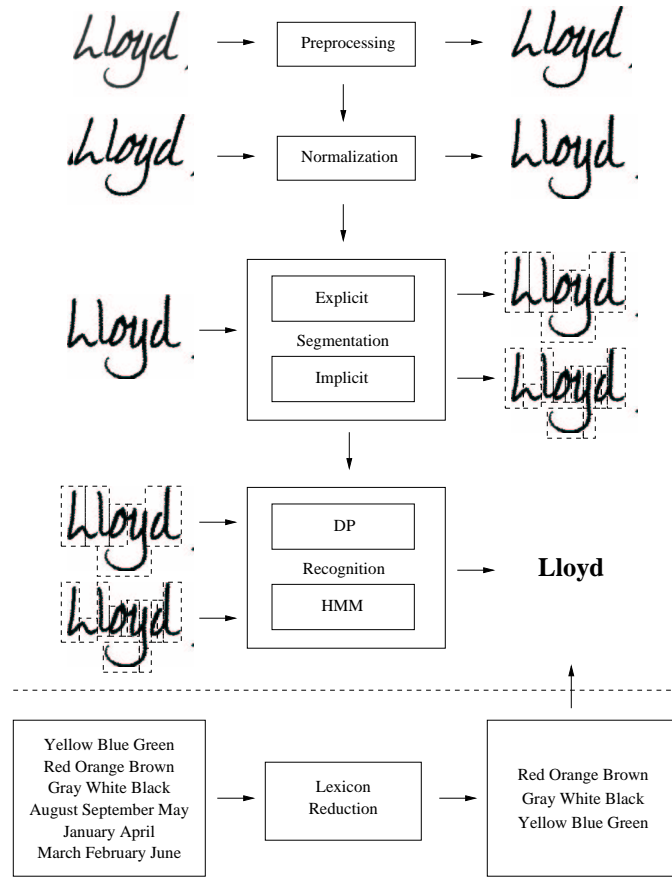 Lloyd Preprocessing Lloyd
Lloyd Normalization Lloyd
Lloyd
Explicit
Segmentation
Implicit
Lloyd
Lloyd
Lloyd
Lloyd
DP
Recognition
HMM
Lloyd
Yellow Blue Green
Red Orange Brown
Gray White Black
August September May
January April
March February June
Lexicon
Reduction
Red Orange Brown
Gray White Black
Yellow Blue Green